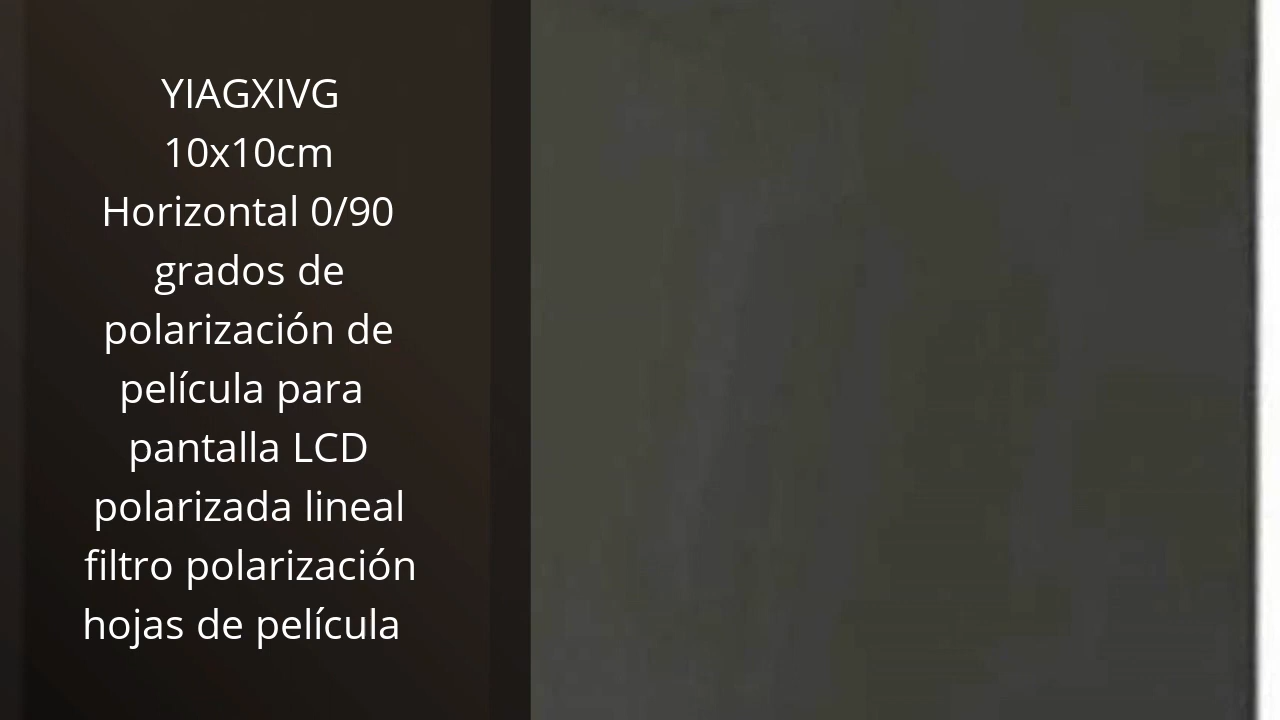 YIAGXIVG
10x10cm
Horizontal 0/90
grados de
polarización de
película para
pantalla LCD
polarizada lineal
filtro polarización
hojas de película